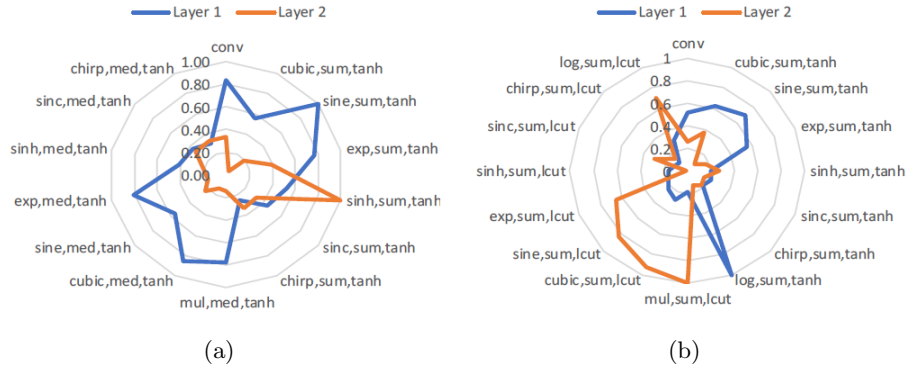 Layer 1 Layer 2
conv
chirp,med,tanh
cubic,sum,tanh
sinc,med,tanh
sine,sum,tanh
sinh,med,tanh
exp,sum,tanh
exp,med,tanh
sinh,sum,tanh
sine,med,tanh
sinc,sum,tanh
cubic,med,tanh
chirp,sum,tanh
mul,med,tanh
1.00
0.80
0.60
0.40
0.20
0.00
(a)
Layer 1 Layer 2
conv
log,sum,lcut
cubic,sum,tanh
chirp,sum,lcut
sine,sum,tanh
sinc,sum,lcut
exp,sum,tanh
sinh,sum,lcut
sinh,sum,tanh
exp,sum,lcut
sinc,sum,tanh
sine,sum,lcut
chirp,sum,tanh
cubic,sum,lcut
log,sum,tanh
mul,sum,lcut
1
0.8
0.6
0.4
0.2
0
(b)